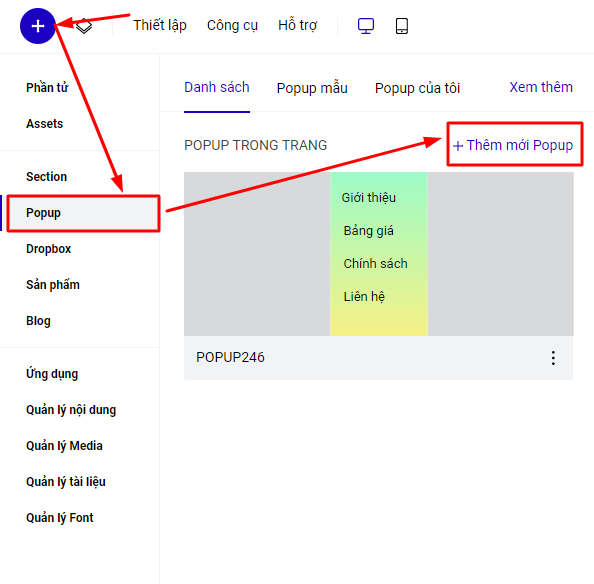 Thiết lập Công cụ Hỗ trợ
Phần tử
Assets
Section
Popup
Dropbox
Sản phẩm
Blog
Ứng dụng
Quản lý nội dung
Quản lý Media
Quản lý tài liệu
Quản lý Font
Danh sách Popup mẫu Popup của tôi Xem thêm
POPUP TRONG TRANG
+ Thêm mới Popup
Giới thiệu
Bảng giá
Chính sách
Liên hệ
POPUP246